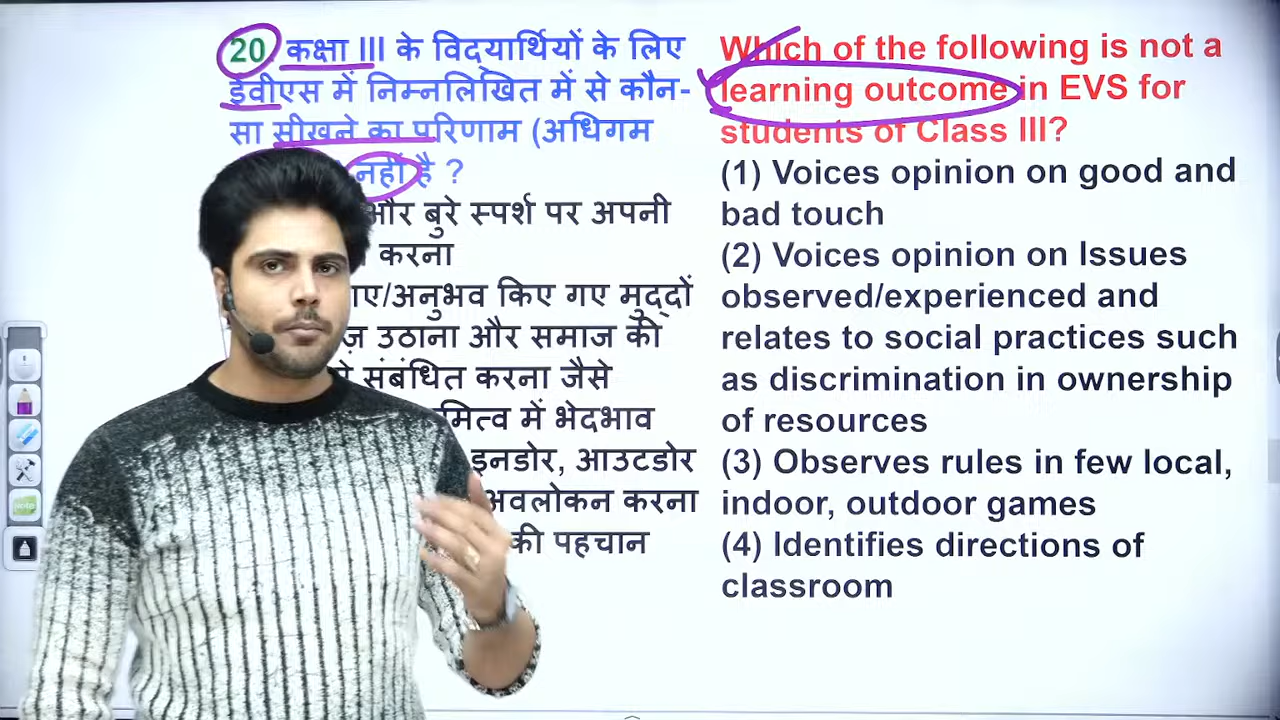 20 कक्षा III के विद्यार्थियों के लिए
ईवीएस में निम्नलिखित में से कौन-
सा सीखने का परिणाम (अधिगम
नहीं है ?
और बुरे स्पर्श पर अपनी
करना
गए/अनुभव किए गए मुद्दों
उठाना और समाज की
संबंधित करना जैसे
में भेदभाव
इनडोर, आउटडोर
अवलोकन करना
की पहचान
Which of the following is not a
learning outcome in EVS for
students of Class III?
(1) Voices opinion on good and
bad touch
(2) Voices opinion on Issues
observed/experienced and
relates to social practices such
as discrimination in ownership
of resources
(3) Observes rules in few local,
indoor, outdoor games
(4) Identifies directions of
classroom